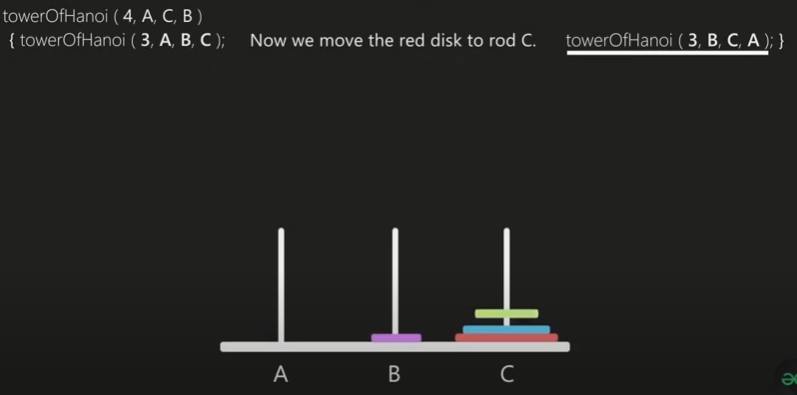 towerOfHanoi ( 4, A, C, B )
{ towerOfHanoi ( 3, A, B, C ); Now we move the red disk to rod C. towerOfHanoi ( 3, B, C, A ); }
A B C